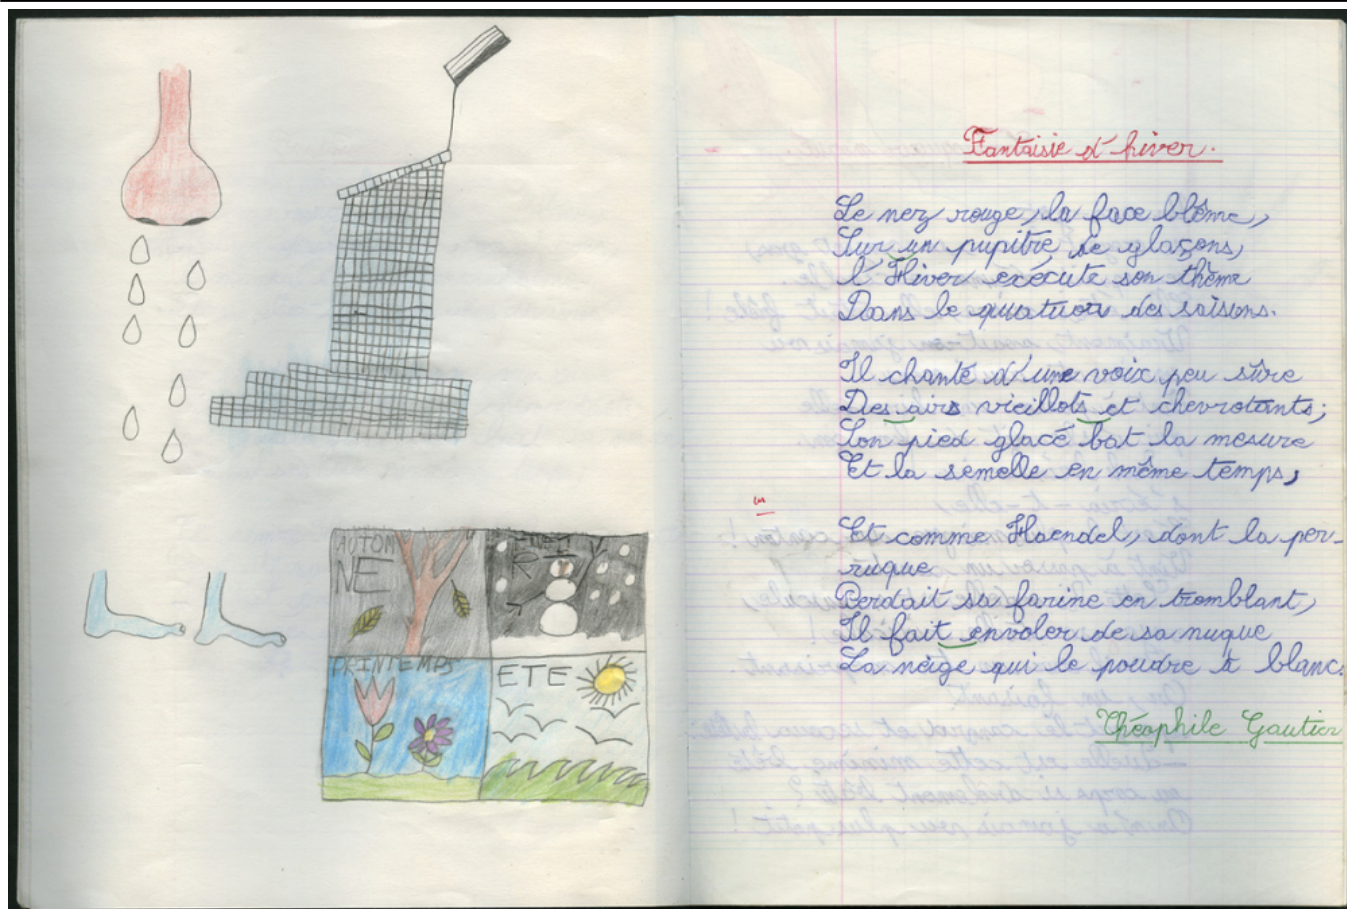 AUTOM
NE
PRINTEMPS
ETE
Fantaisie d'hiver.
Le nez rouge, la face blême,
Sur un pupitre de glaçons,
l'Hiver exécute son thème
Dans le quatuor des saisons.
Il chante d'une voix peu sûre
Des airs vieillots et chevrotants;
Son pied glacé bat la mesure
Et la semelle en même temps,
Et comme Haendel, dont la per-
ruque
Perdait sa farine en tremblant,
Il fait envoler de sa nuque
La neige qui le poudre à blanc.
Théophile Gautier